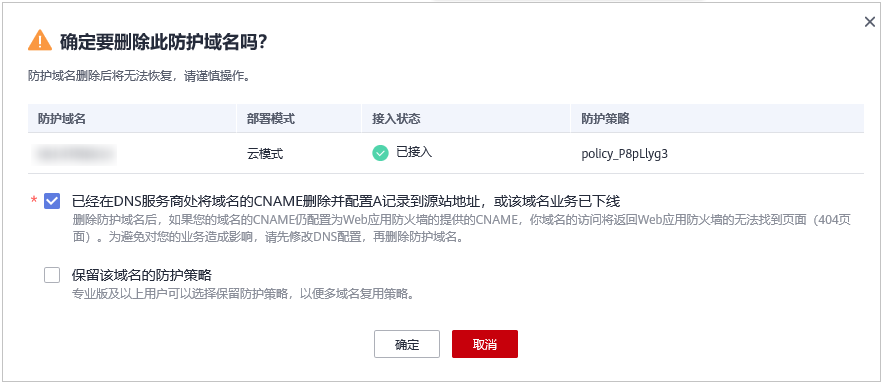 确定要删除此防护域名吗？
防护域名删除后将无法恢复，请谨慎操作。
防护域名 部署模式 接入状态 防护策略
云模式 已接入 policy_P8pLlyg3
* 已经在DNS服务商处将域名的CNAME删除并配置A记录到源站地址，或该域名业务已下线
删除防护域名后，如果您的域名的CNAME仍配置为Web应用防火墙的提供的CNAME，你域名的访问将返回Web应用防火墙的无法找到页面（404页
面）。为避免对您的业务造成影响，请先修改DNS配置，再删除防护域名。
保留该域名的防护策略
专业版及以上用户可以选择保留防护策略，以便多域名复用策略。
确定 取消